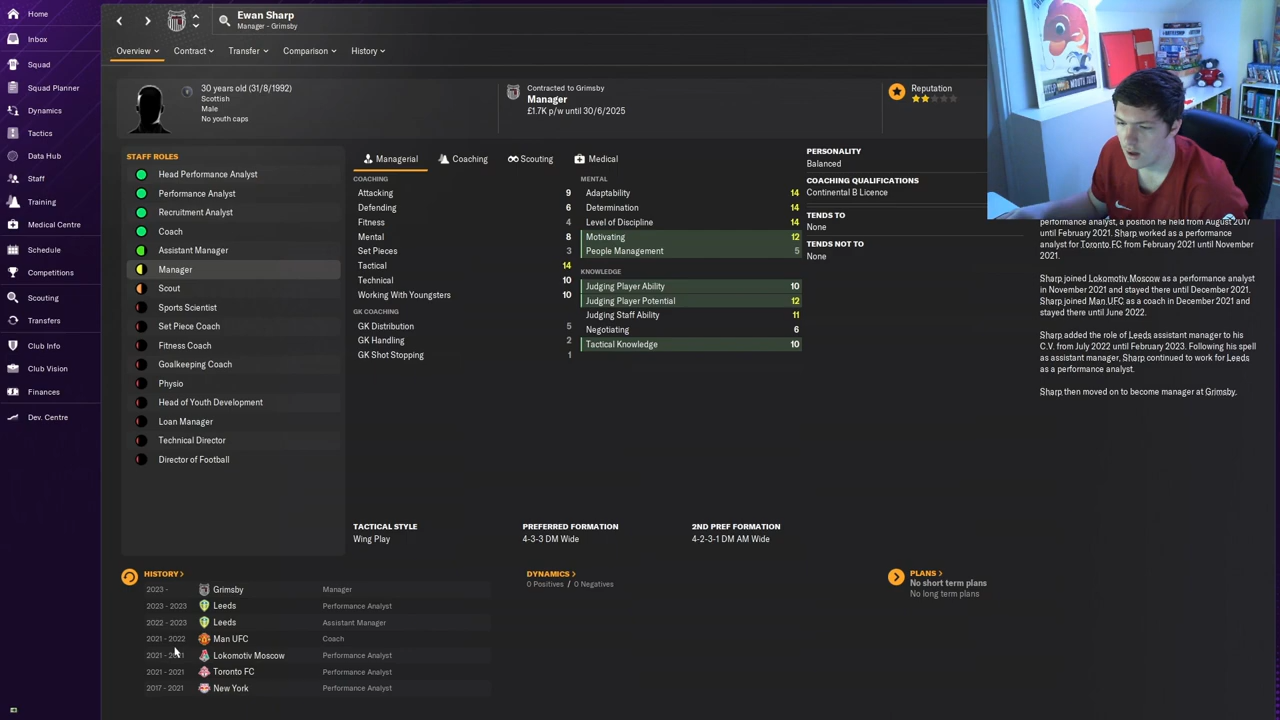 Home
Ewan Sharp
Manager - Grimsby
Inbox
Overview
Contract
Transfer
Comparison
History
Squad
Squad Planner
Dynamics
Tactics
Data Hub
Staff
Training
Medical Centre
Schedule
Competitions
Scouting
Transfers
Club Info
Club Vision
Finances
Dev. Centre
30 years old (31/8/1992)
Scottish
Male
No youth caps
Contracted to Grimsby
Manager
£1.7K p/w until 30/6/2025
Reputation
STAFF ROLES
Head Performance Analyst
Performance Analyst
Recruitment Analyst
Coach
Assistant Manager
Manager
Scout
Sports Scientist
Set Piece Coach
Fitness Coach
Goalkeeping Coach
Physio
Head of Youth Development
Loan Manager
Technical Director
Director of Football
Managerial
Coaching
Scouting
Medical
COACHING
Attacking 9
Defending 6
Fitness 4
Mental 8
Set Pieces 3
Tactical 14
Technical 10
Working With Youngsters 10
GK COACHING
GK Distribution 5
GK Handling 2
GK Shot Stopping 1
MENTAL
Adaptability 14
Determination 14
Level of Discipline 14
Motivating 12
People Management 5
KNOWLEDGE
Judging Player Ability 10
Judging Player Potential 12
Judging Staff Ability 11
Negotiating 6
Tactical Knowledge 10
PERSONALITY
Balanced
COACHING QUALIFICATIONS
Continental B Licence
TENDS TO
None
TENDS NOT TO
None
performance analyst, a position he held from August 2017
until February 2021. Sharp worked as a performance
analyst for Toronto FC from February 2021 until November
2021.
Sharp joined Lokomotiv Moscow as a performance analyst
in November 2021 and stayed there until December 2021.
Sharp joined Man UFC as a coach in December 2021 and
stayed there until June 2022.
Sharp added the role of Leeds assistant manager to his
C.V. from July 2022 until February 2023. Following his spell
as assistant manager, Sharp continued to work for Leeds
as a performance analyst.
Sharp then moved on to become manager at Grimsby.
TACTICAL STYLE
Wing Play
PREFERRED FORMATION
4-3-3 DM Wide
2ND PREF FORMATION
4-2-3-1 DM AM Wide
HISTORY >
2023 - Grimsby Manager
2023 - 2023 Leeds Performance Analyst
2022 - 2023 Leeds Assistant Manager
2021 - 2022 Man UFC Coach
2021 - 2021 Lokomotiv Moscow Performance Analyst
2021 - 2021 Toronto FC Performance Analyst
2017 - 2021 New York Performance Analyst
DYNAMICS >
0 Positives / 0 Negatives
PLANS >
No short term plans
No long term plans